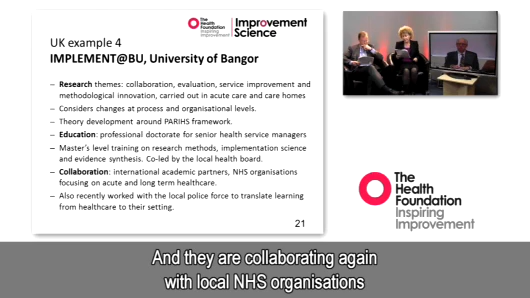 The
Health
Foundation
Inspiring
Improvement
Improvement
Science
UK example 4
IMPLEMENT@BU, University of Bangor
– Research themes: collaboration, evaluation, service improvement and
methodological innovation, carried out in acute care and care homes
– Considers changes at process and organisational levels.
– Theory development around PARIHS framework.
– Education: professional doctorate for senior health service managers
– Master's level training on research methods, implementation science
and evidence synthesis. Co-led by the local health board.
– Collaboration: international academic partners, NHS organisations
focusing on acute and long term healthcare.
– Also recently worked with the local police force to translate learning
from healthcare to their setting.
21
The
Health
Foundation
Inspiring
Improvement
And they are collaborating again
with local NHS organisations